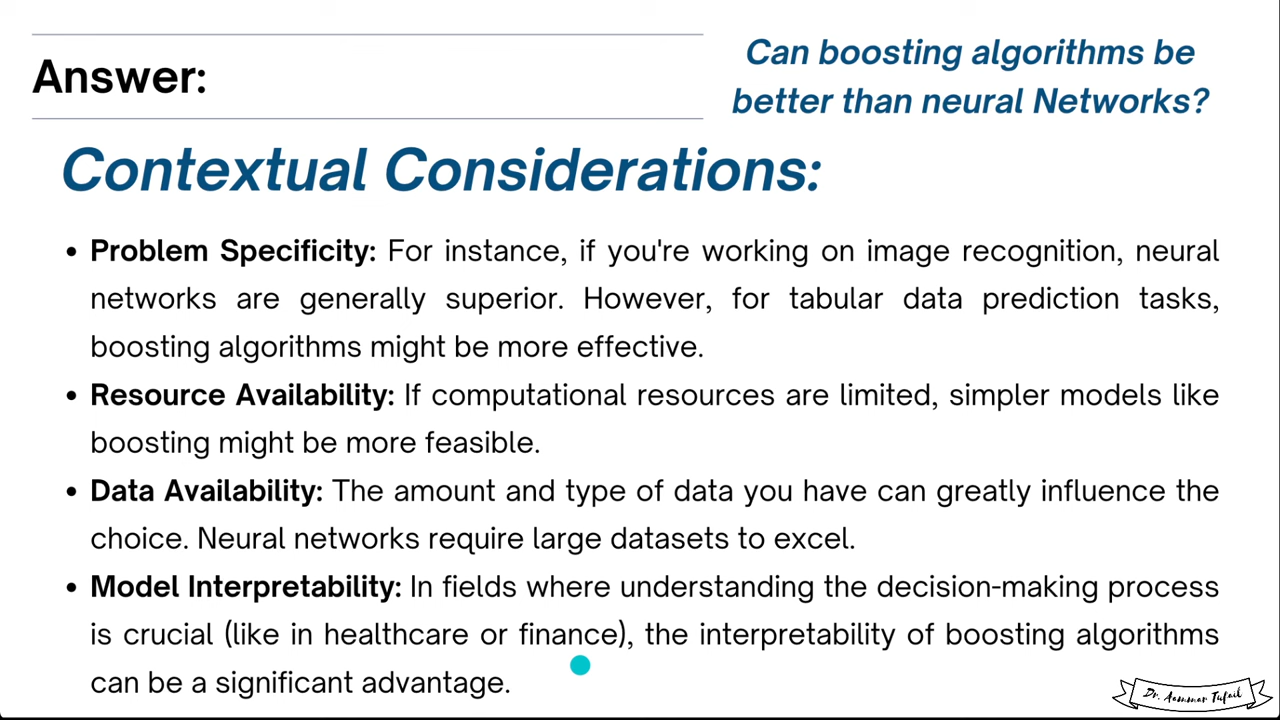 Answer:
Can boosting algorithms be
better than neural Networks?
Contextual Considerations:
• Problem Specificity: For instance, if you're working on image recognition, neural
networks are generally superior. However, for tabular data prediction tasks,
boosting algorithms might be more effective.
• Resource Availability: If computational resources are limited, simpler models like
boosting might be more feasible.
• Data Availability: The amount and type of data you have can greatly influence the
choice. Neural networks require large datasets to excel.
• Model Interpretability: In fields where understanding the decision-making process
is crucial (like in healthcare or finance), the interpretability of boosting algorithms
can be a significant advantage.
Dr. Aammar Tufail